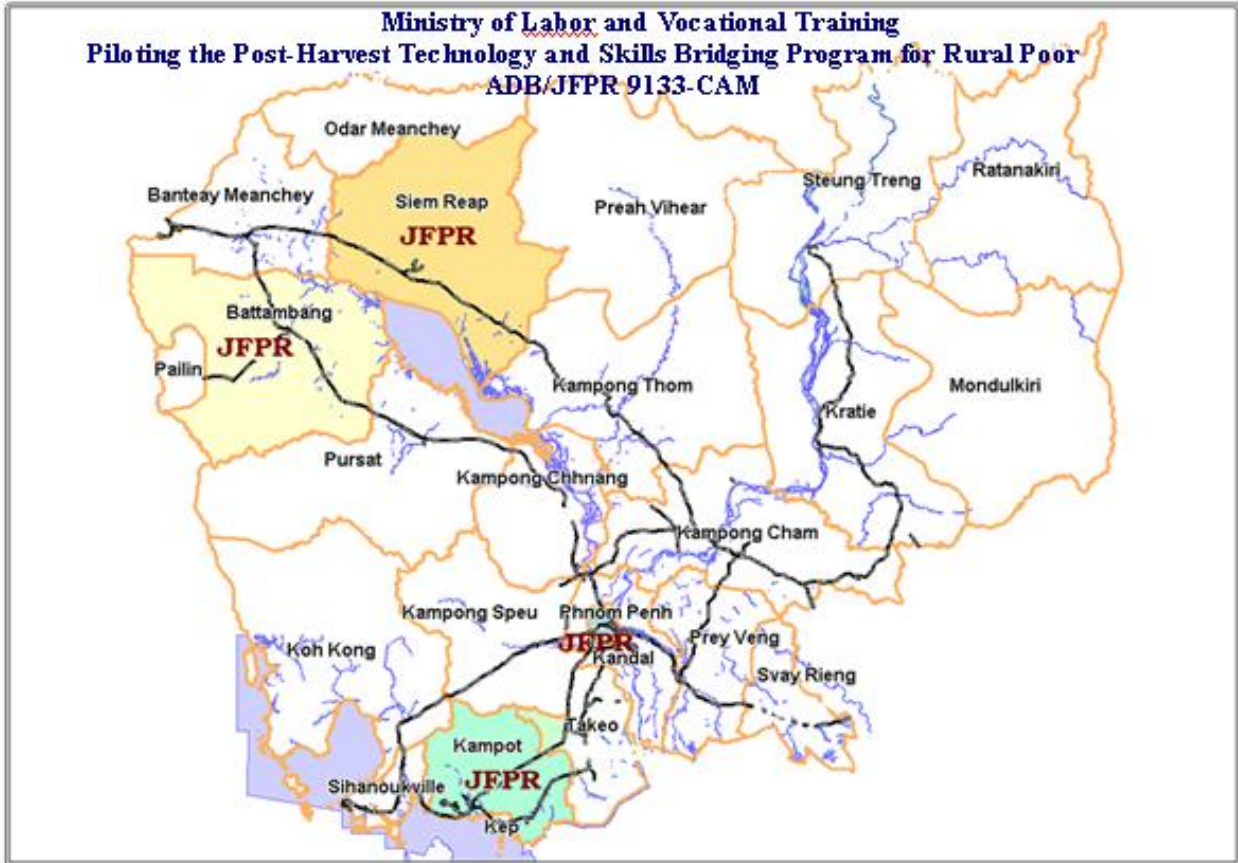 Ministry of Labor and Vocational Training
Piloting the Post-Harvest Technology and Skills Bridging Program for Rural Poor
ADB/JFPR 9133-CAM
Odar Meanchey
Banteay Meanchey
Siem Reap
JFPR
Preah Vihear
Steung Treng
Ratanakiri
Battambang
JFPR
Pailin
Kampong Thom
Mondulkiri
Kratie
Pursat
Kampong Chhnang
Kampong Cham
Kampong Speu
Phnom Penh
JFPR
Kandal
Prey Veng
Koh Kong
Svay Rieng
Takeo
Kampot
JFPR
Sihanoukville
Kep